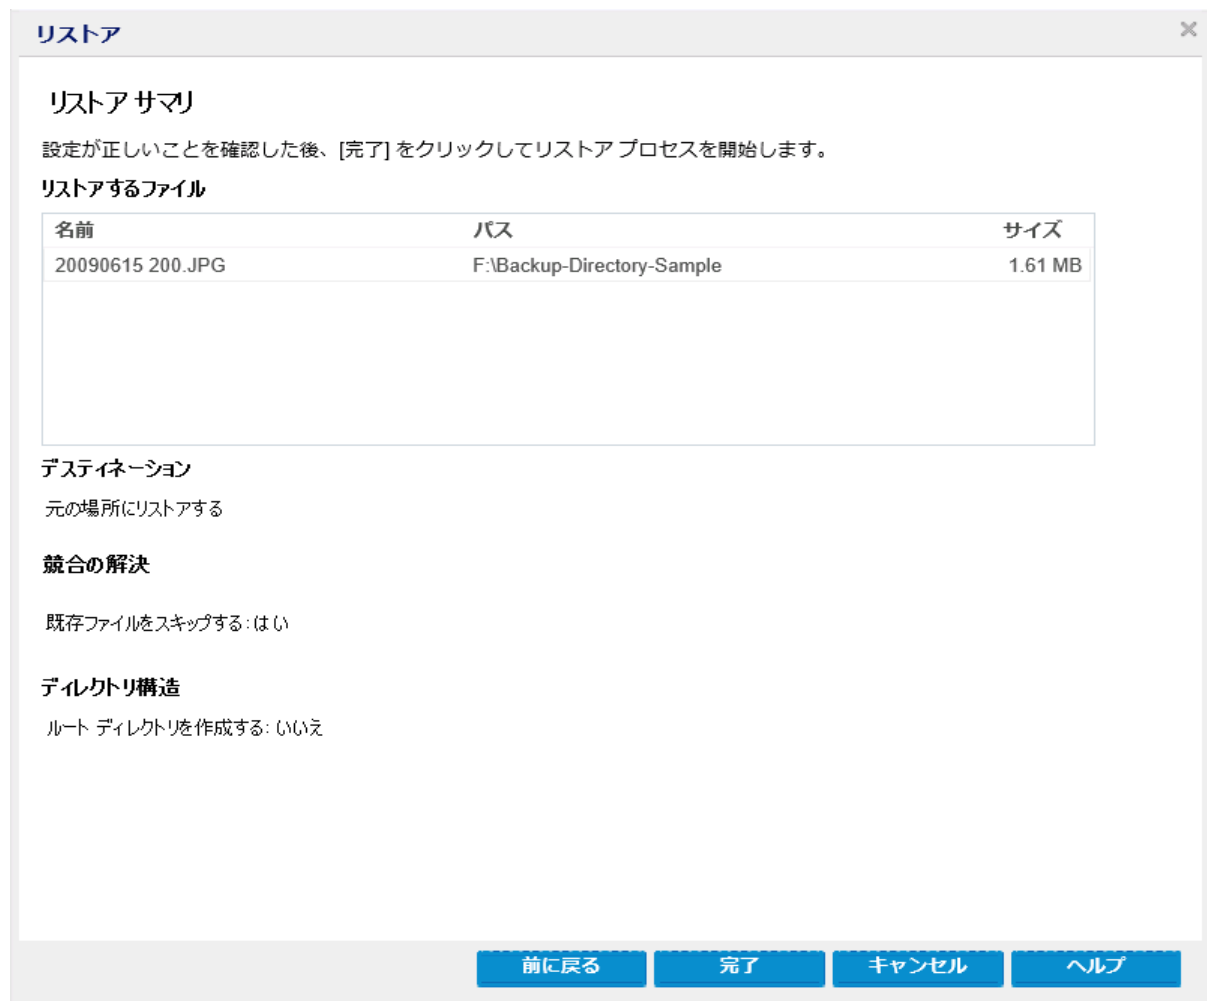 リストア
リストア サマリ
設定が正しいことを確認した後、[完了] をクリックしてリストア プロセスを開始します。
リストアするファイル
名前 パス サイズ
20090615 200.JPG F:\Backup-Directory-Sample 1.61 MB
デスティネーション
元の場所にリストアする
競合の解決
既存ファイルをスキップする: はい
ディレクトリ構造
ルート ディレクトリを作成する: いいえ
前に戻る 完了 キャンセル ヘルプ